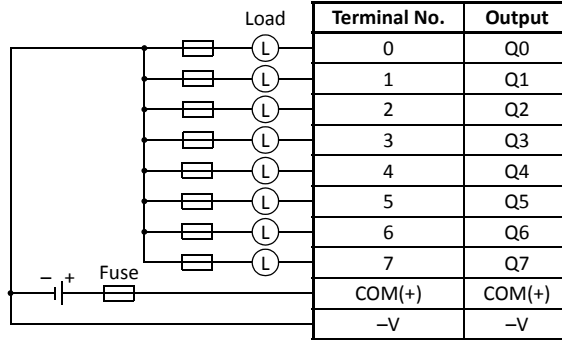 Load
Terminal No. Output
L 0 Q0
L 1 Q1
L 2 Q2
L 3 Q3
L 4 Q4
L 5 Q5
L 6 Q6
L 7 Q7
– + Fuse
COM(+) COM(+)
–V –V